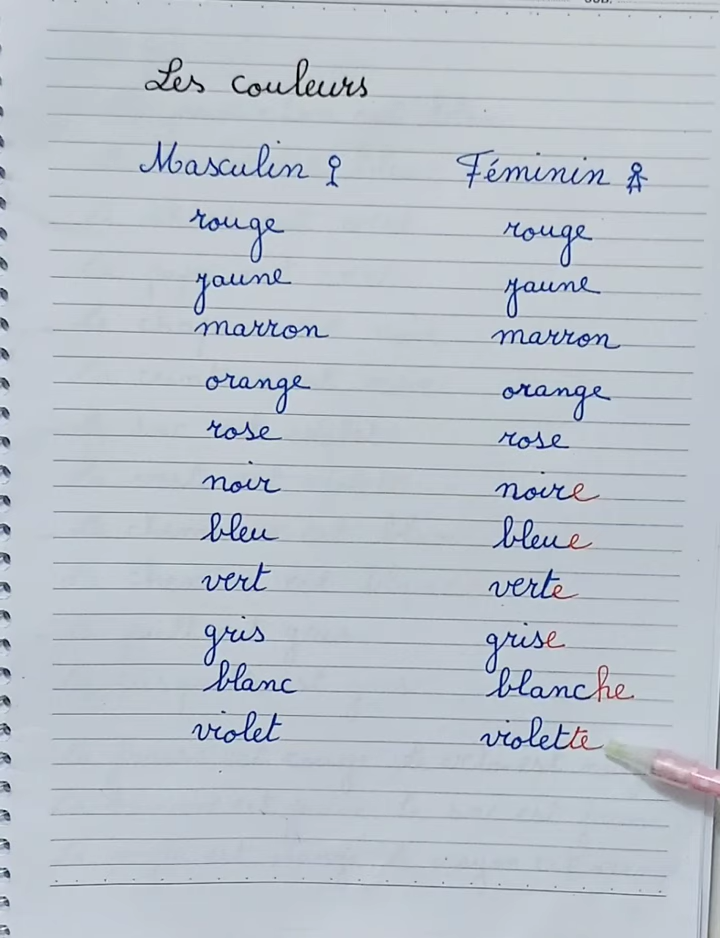 Les couleurs
Masculin Féminin
rouge rouge
jaune jaune
marron marron
orange orange
rose rose
noir noire
bleu bleue
vert verte
gris grise
blanc blanche
violet violette